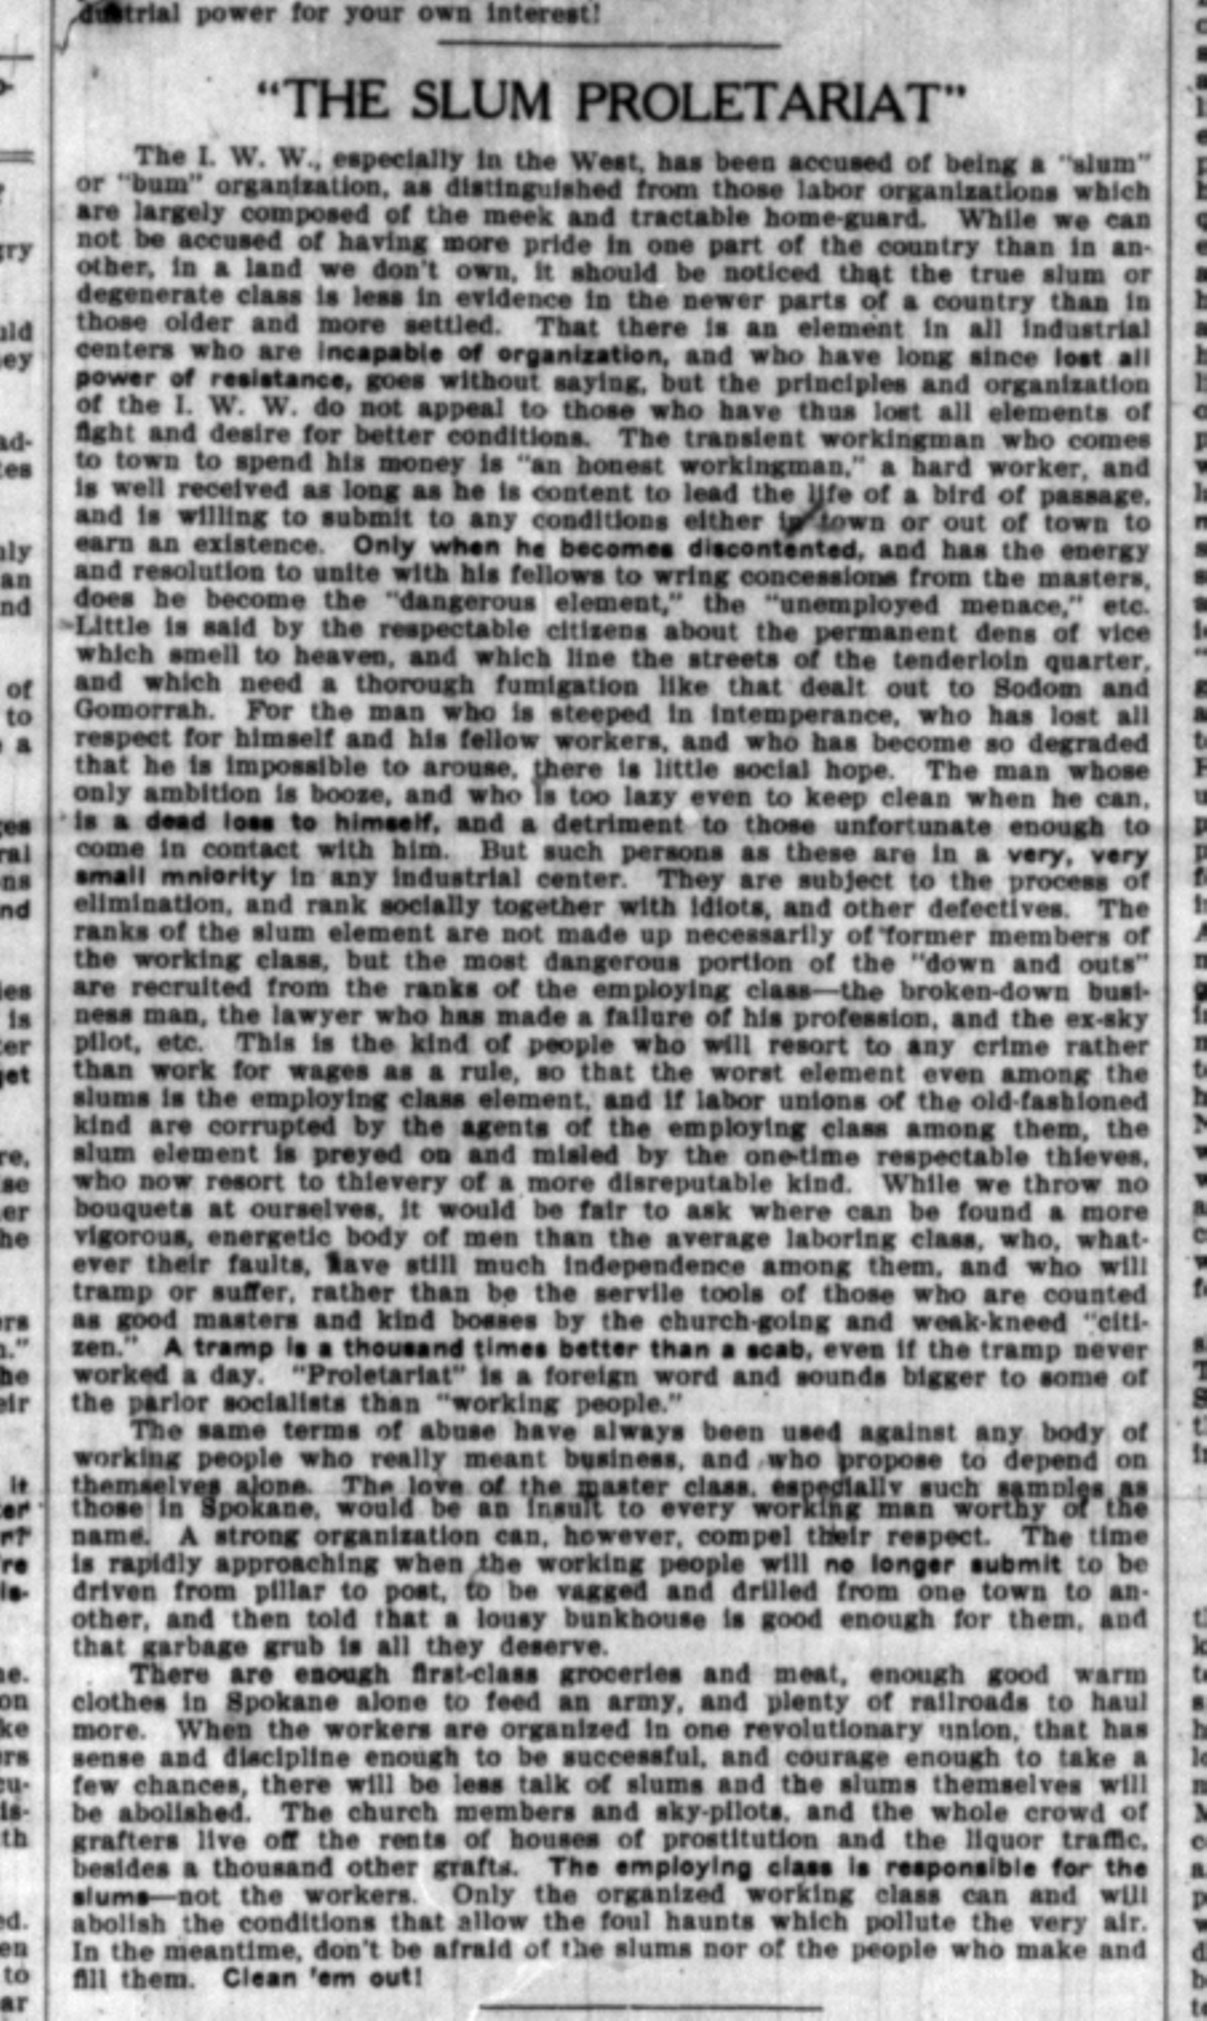 dustrial power for your own interest!
"THE SLUM PROLETARIAT"
The I. W. W., especially in the West, has been accused of being a "slum"
or "bum" organization, as distinguished from those labor organizations which
are largely composed of the meek and tractable home-guard. While we can
not be accused of having more pride in one part of the country than in an-
other, in a land we don't own, it should be noticed that the true slum or
degenerate class is less in evidence in the newer parts of a country than in
those older and more settled. That there is an element in all industrial
centers who are incapable of organization, and who have long since lost all
power of resistance, goes without saying, but the principles and organization
of the I. W. W. do not appeal to those who have thus lost all elements of
fight and desire for better conditions. The transient workingman who comes
to town to spend his money is "an honest workingman," a hard worker, and
is well received as long as he is content to lead the life of a bird of passage,
and is willing to submit to any conditions either in town or out of town to
earn an existence. Only when he becomes discontented, and has the energy
and resolution to unite with his fellows to wring concessions from the masters,
does he become the "dangerous element," the "unemployed menace," etc.
Little is said by the respectable citizens about the permanent dens of vice
which smell to heaven, and which line the streets of the tenderloin quarter,
and which need a thorough fumigation like that dealt out to Sodom and
Gomorrah. For the man who is steeped in intemperance, who has lost all
respect for himself and his fellow workers, and who has become so degraded
that he is impossible to arouse, there is little social hope. The man whose
only ambition is booze, and who is too lazy even to keep clean when he can,
is a dead loss to himself, and a detriment to those unfortunate enough to
come in contact with him. But such persons as these are in a very, very
small mniority in any industrial center. They are subject to the process of
elimination, and rank socially together with idiots, and other defectives. The
ranks of the slum element are not made up necessarily of former members of
the working class, but the most dangerous portion of the "down and outs"
are recruited from the ranks of the employing class—the broken-down busi-
ness man, the lawyer who has made a failure of his profession, and the ex-sky
pilot, etc. This is the kind of people who will resort to any crime rather
than work for wages as a rule, so that the worst element even among the
slums is the employing class element, and if labor unions of the old-fashioned
kind are corrupted by the agents of the employing class among them, the
slum element is preyed on and misled by the one-time respectable thieves,
who now resort to thievery of a more disreputable kind. While we throw no
bouquets at ourselves, it would be fair to ask where can be found a more
vigorous, energetic body of men than the average laboring class, who, what-
ever their faults, have still much independence among them, and who will
tramp or suffer, rather than be the servile tools of those who are counted
as good masters and kind bosses by the church-going and weak-kneed "citi-
zen." A tramp is a thousand times better than a scab, even if the tramp never
worked a day. "Proletariat" is a foreign word and sounds bigger to some of
the parlor socialists than "working people."
The same terms of abuse have always been used against any body of
working people who really meant business, and who propose to depend on
themselves alone. The love of the master class, especially such samples as
those in Spokane, would be an insult to every working man worthy of the
name. A strong organization can, however, compel their respect. The time
is rapidly approaching when the working people will no longer submit to be
driven from pillar to post, to be vagged and drilled from one town to an-
other, and then told that a lousy bunkhouse is good enough for them, and
that garbage grub is all they deserve.
There are enough first-class groceries and meat, enough good warm
clothes in Spokane alone to feed an army, and plenty of railroads to haul
more. When the workers are organized in one revolutionary union, that has
sense and discipline enough to be successful, and courage enough to take a
few chances, there will be less talk of slums and the slums themselves will
be abolished. The church members and sky-pilots, and the whole crowd of
grafters live off the rents of houses of prostitution and the liquor traffic,
besides a thousand other grafts. The employing class is responsible for the
slums—not the workers. Only the organized working class can and will
abolish the conditions that allow the foul haunts which pollute the very air.
In the meantime, don't be afraid of the slums nor of the people who make and
fill them. Clean 'em out!